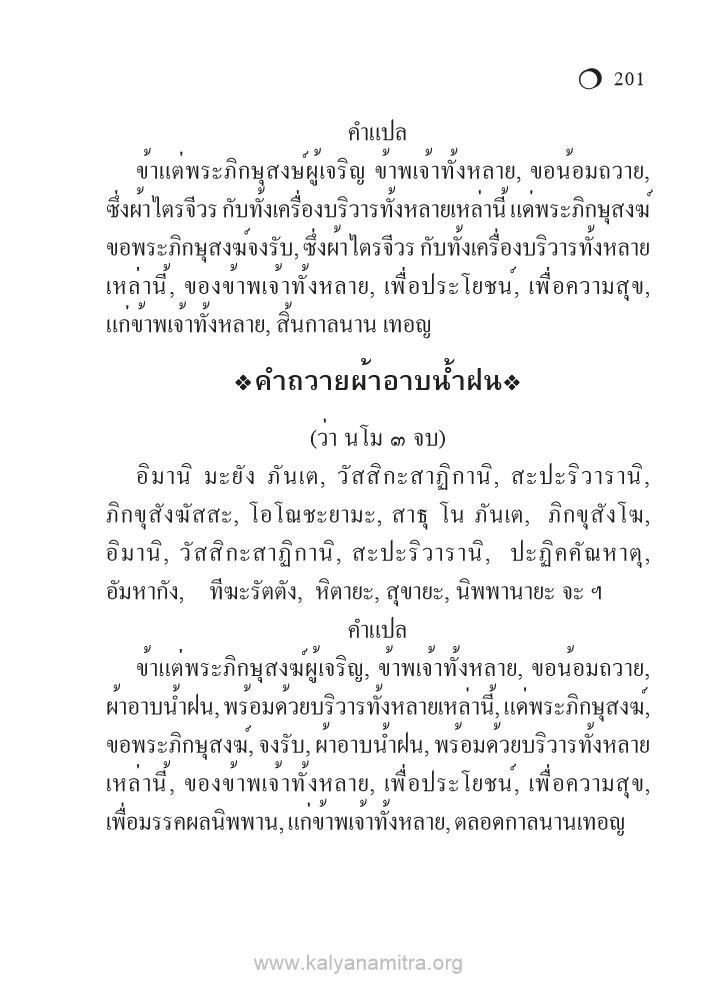 201
คำแปล
ข้าแต่พระภิกษุสงษ์ผู้เจริญ ข้าพเจ้าทั้งหลาย, ขอน้อมถวาย,
ซึ่งผ้าไตรจีวร กับทั้งเครื่องบริวารทั้งหลายเหล่านี้ แด่พระภิกษุสงฆ์
ขอพระภิกษุสงฆ์จงรับ, ซึ่งผ้าไตรจีวร กับทั้งเครื่องบริวารทั้งหลาย
เหล่านี้, ของข้าพเจ้าทั้งหลาย, เพื่อประโยชน์, เพื่อความสุข,
แก่ข้าพเจ้าทั้งหลาย, สิ้นกาลนาน เทอญ
❖คำถวายผ้าอาบน้ำฝน❖
(ว่า นโม ๓ จบ)
อิมานิ มะยัง ภันเต, วัสสิกะสาฏิกานิ, สะปะริวารานิ,
ภิกขุสังฆัสสะ, โอโณชะยามะ, สาธุ โน ภันเต, ภิกขุสังโฆ,
อิมานิ, วัสสิกะสาฏิกานิ, สะปะริวารานิ, ปะฏิคคัณหาตุ,
อัมหากัง, ทีฆะรัตตัง, หิตายะ, สุขายะ, นิพพานายะ จะ ฯ
คำแปล
ข้าแต่พระภิกษุสงฆ์ผู้เจริญ, ข้าพเจ้าทั้งหลาย, ขอน้อมถวาย,
ผ้าอาบน้ำฝน, พร้อมด้วยบริวารทั้งหลายเหล่านี้, แด่พระภิกษุสงฆ์,
ขอพระภิกษุสงฆ์, จงรับ, ผ้าอาบน้ำฝน, พร้อมด้วยบริวารทั้งหลาย
เหล่านี้, ของข้าพเจ้าทั้งหลาย, เพื่อประโยชน์, เพื่อความสุข,
เพื่อมรรคผลนิพพาน, แก่ข้าพเจ้าทั้งหลาย, ตลอดกาลนานเทอญ
www.kalyanamitra.org